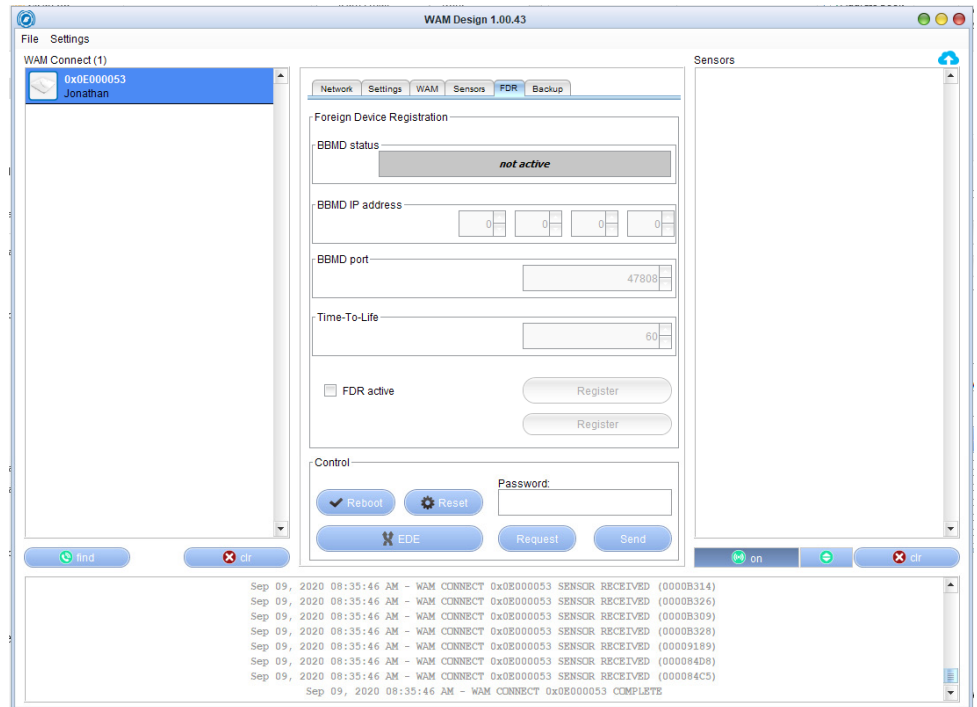 WAM Design 1.00.43
File Settings
WAM Connect (1)
0x0E000053
Jonathan
Network Settings WAM Sensors FDR Backup
Foreign Device Registration
BBMD status
not active
BBMD IP address
0 0 0 0
BBMD port
47808
Time-To-Life
60
FDR active
Register
Register
Control
Password:
Reboot Reset
EDE Request Send
Sensors
find clr
on clr
Sep 09, 2020 08:35:46 AM - WAM CONNECT 0x0E000053 SENSOR RECEIVED (0000B314)
Sep 09, 2020 08:35:46 AM - WAM CONNECT 0x0E000053 SENSOR RECEIVED (0000B326)
Sep 09, 2020 08:35:46 AM - WAM CONNECT 0x0E000053 SENSOR RECEIVED (0000B309)
Sep 09, 2020 08:35:46 AM - WAM CONNECT 0x0E000053 SENSOR RECEIVED (0000B328)
Sep 09, 2020 08:35:46 AM - WAM CONNECT 0x0E000053 SENSOR RECEIVED (00009189)
Sep 09, 2020 08:35:46 AM - WAM CONNECT 0x0E000053 SENSOR RECEIVED (000084D8)
Sep 09, 2020 08:35:46 AM - WAM CONNECT 0x0E000053 SENSOR RECEIVED (000084C5)
Sep 09, 2020 08:35:46 AM - WAM CONNECT 0x0E000053 COMPLETE